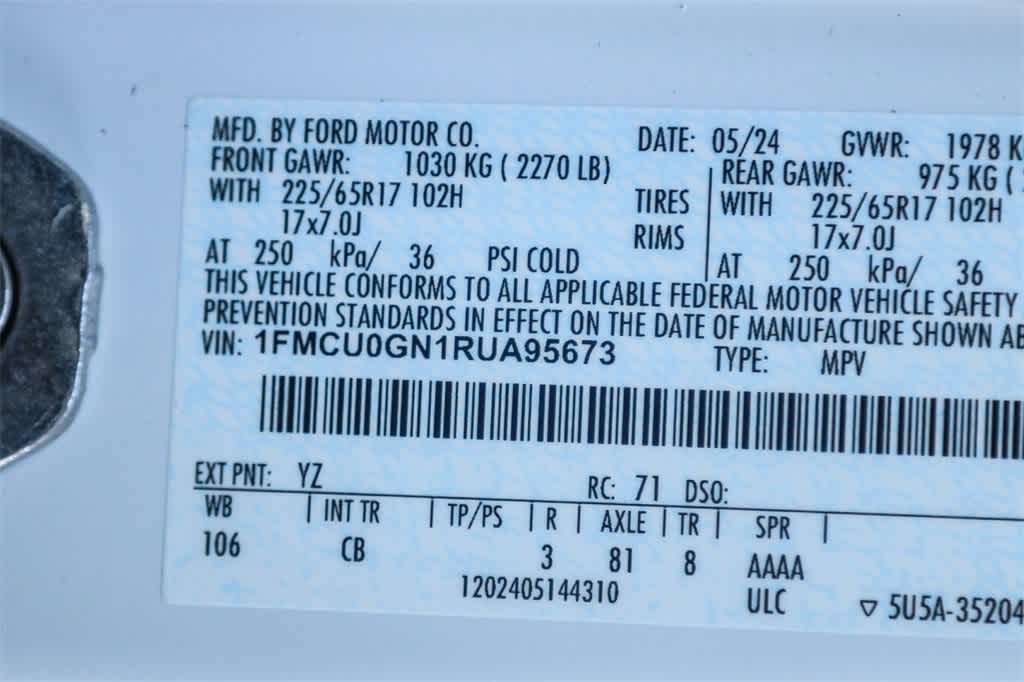 MFD. BY FORD MOTOR CO. DATE: 05/24 GVWR: 1978 K
FRONT GAWR: 1030 KG ( 2270 LB) REAR GAWR: 975 KG (
WITH 225/65R17 102H TIRES WITH 225/65R17 102H
17x7.0J RIMS 17x7.0J
AT 250 kPa/ 36 PSI COLD AT 250 kPa/ 36
THIS VEHICLE CONFORMS TO ALL APPLICABLE FEDERAL MOTOR VEHICLE SAFETY
PREVENTION STANDARDS IN EFFECT ON THE DATE OF MANUFACTURE SHOWN AB
VIN: 1FMCU0GN1RUA95673 TYPE: MPV
EXT PNT: YZ RC: 71 DSO:
WB | INT TR | TP/PS | R | AXLE | TR | SPR |
106 CB 3 81 8 AAAA
1202405144310 ULC ▽ 5U5A-35204